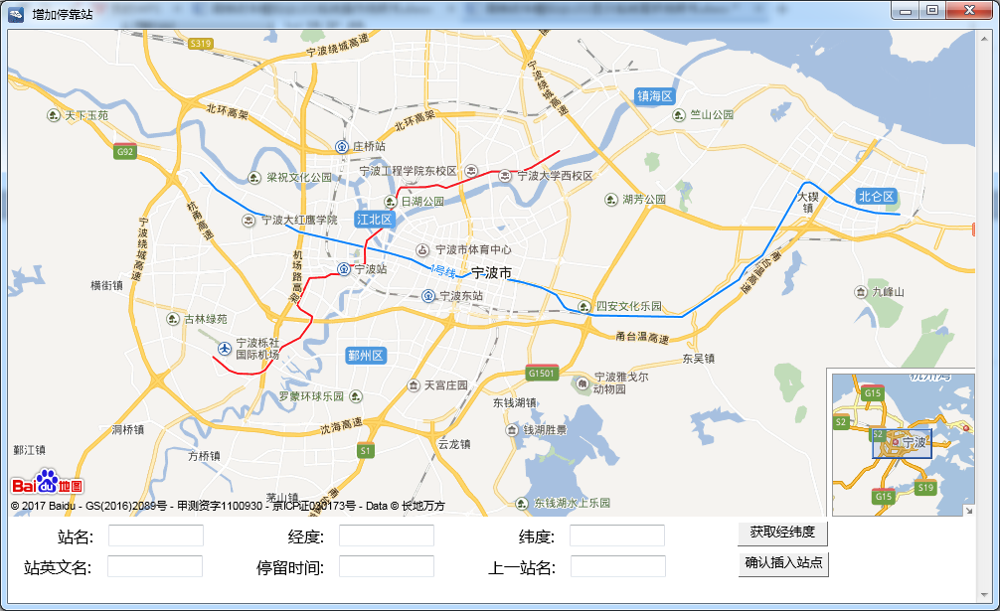 增加停靠站
S319
宁波绕城高速
宁波绕城高速
镇海区
竺山公园
天下玉苑
北环高架
北环高架
G92
庄桥站
宁波工程学院东校区
宁波大学西校区
梁祝文化公园
日湖公园
湖芳公园
大碶镇
北仑区
杭甬高速
宁波大红鹰学院
江北区
宁波绕城高速
机场路高架
宁波市体育中心
宁波站
1号线
宁波市
甬台温高速
横街镇
宁波东站
四安文化乐园
九峰山
古林绿苑
宁波栎社
国际机场
鄞州区
甬台温高速
东吴镇
G1501
宁波雅戈尔
动物园
天宫庄园
罗蒙环球乐园
东钱湖镇
洞桥镇
沈海高速
钱湖胜景
鄞江镇
方桥镇
S1
云龙镇
茅山镇
东钱湖水上乐园
G15
S2
S2
宁波
S19
G15
Bai du 地图
© 2017 Baidu - GS(2016)2089号 - 甲测资字1100930 - 京ICP证030173号 - Data © 长地万方
站名: 经度: 纬度: 获取经纬度
站英文名: 停留时间: 上一站名: 确认插入站点